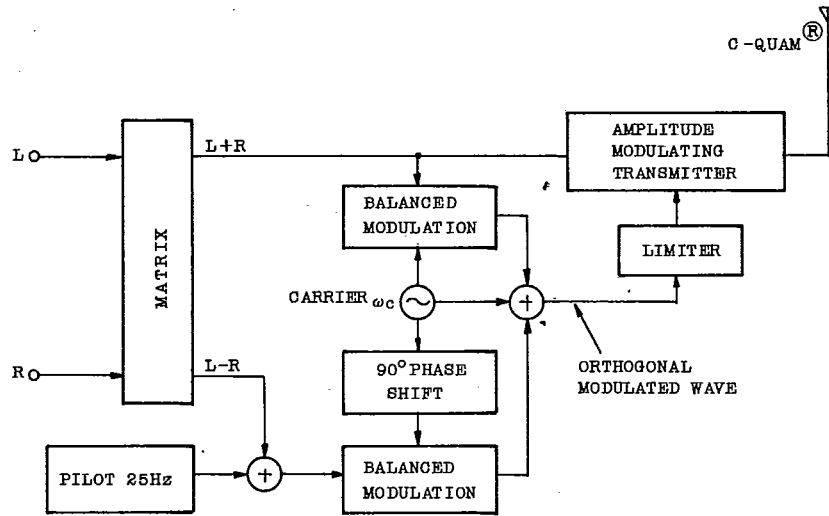 C-QUAM®
AMPLITUDE
MODULATING
TRANSMITTER
L
L+R
BALANCED
MODULATION
LIMITER
MATRIX
CARRIER ωc
+
R
L-R
90° PHASE
SHIFT
ORTHOGONAL
MODULATED WAVE
PILOT 25Hz
+
BALANCED
MODULATION